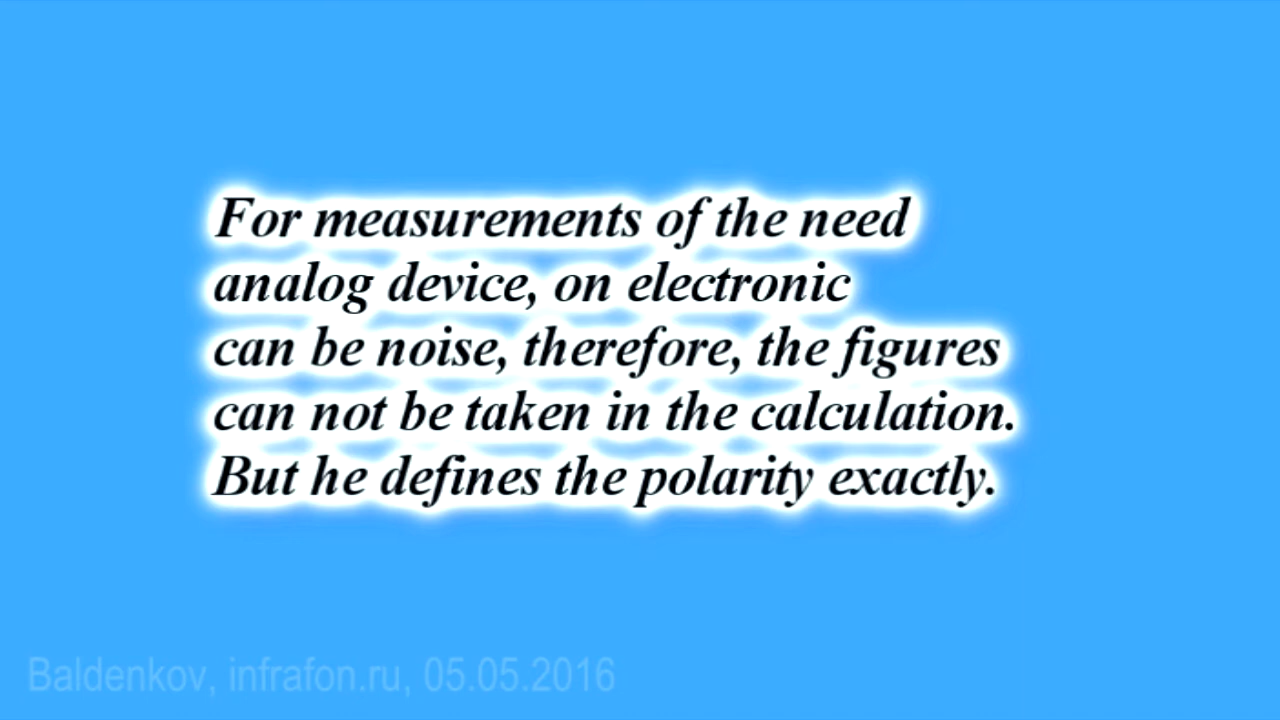 For measurements of the need
analog device, on electronic
can be noise, therefore, the figures
can not be taken in the calculation.
But he defines the polarity exactly.
Baldenkov, infrafon.ru, 05.05.2016